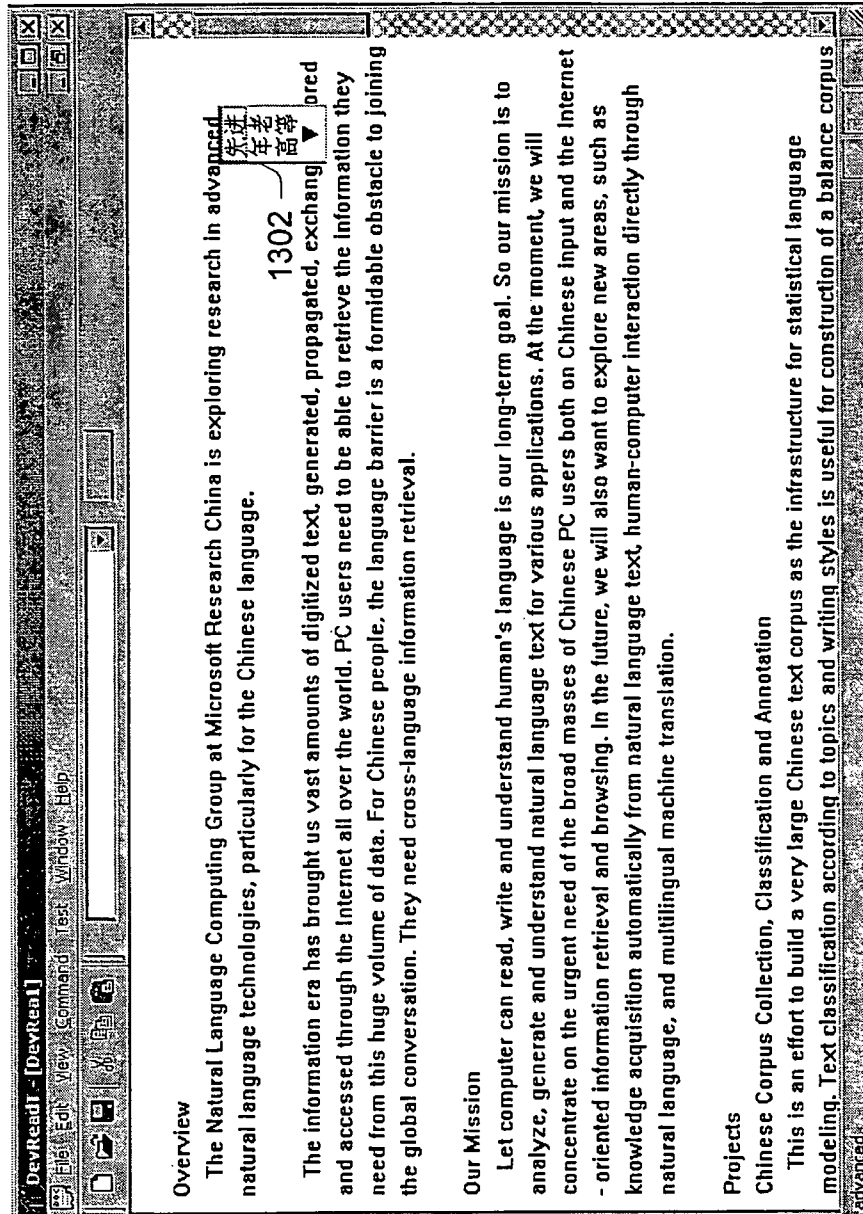 DevReadT - [DevRea1]
File Edit View Command Test Window Help
Overview
The Natural Language Computing Group at Microsoft Research China is exploring research in advanced
natural language technologies, particularly for the Chinese language.
先进
年老
高等
▼
1302
The information era has brought us vast amounts of digitized text, generated, propagated, exchang ored
and accessed through the Internet all over the world. PC users need to be able to retrieve the information they
need from this huge volume of data. For Chinese people, the language barrier is a formidable obstacle to joining
the global conversation. They need cross-language information retrieval.
Our Mission
Let computer can read, write and understand human's language is our long-term goal. So our mission is to
analyze, generate and understand natural language text for various applications. At the moment, we will
concentrate on the urgent need of the broad masses of Chinese PC users both on Chinese input and the Internet
- oriented information retrieval and browsing. In the future, we will also want to explore new areas, such as
knowledge acquisition automatically from natural language text, human-computer interaction directly through
natural language, and multilingual machine translation.
Projects
Chinese Corpus Collection, Classification and Annotation
This is an effort to build a very large Chinese text corpus as the infrastructure for statistical language
modeling. Text classification according to topics and writing styles is useful for construction of a balance corpus
advanced